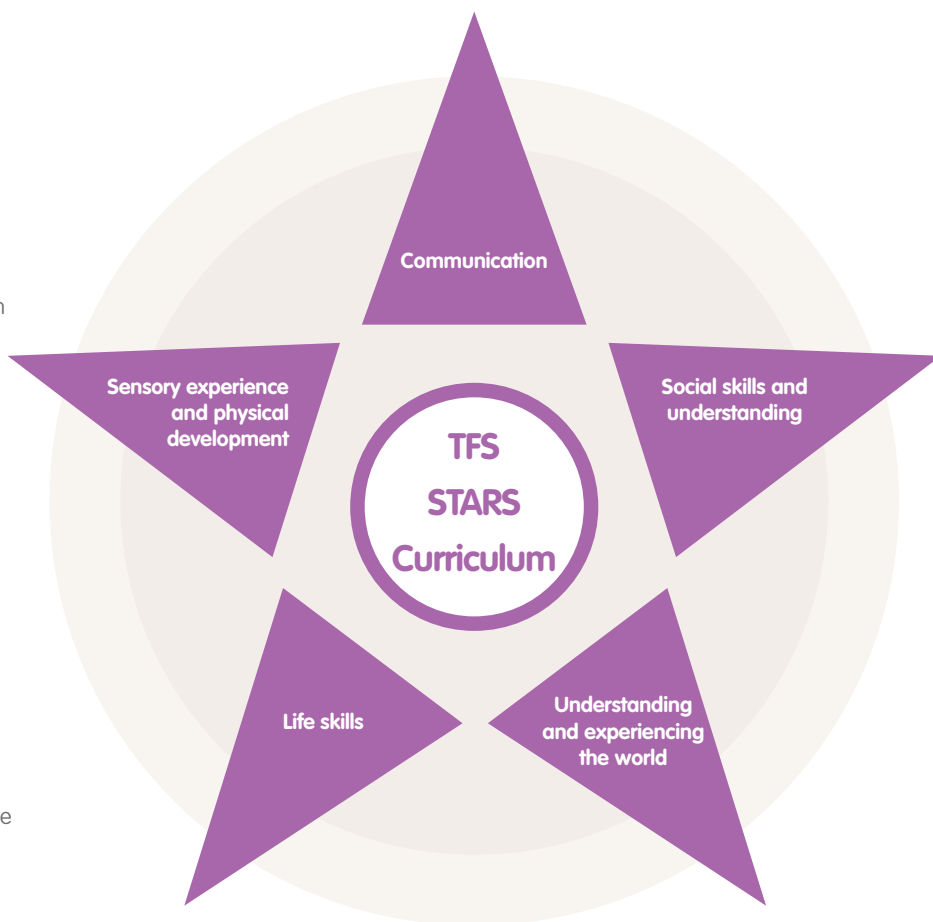 Communication
Sensory experience
and physical
development
Social skills and
understanding
TFS
STARS
Curriculum
Life skills
Understanding
and experiencing
the world